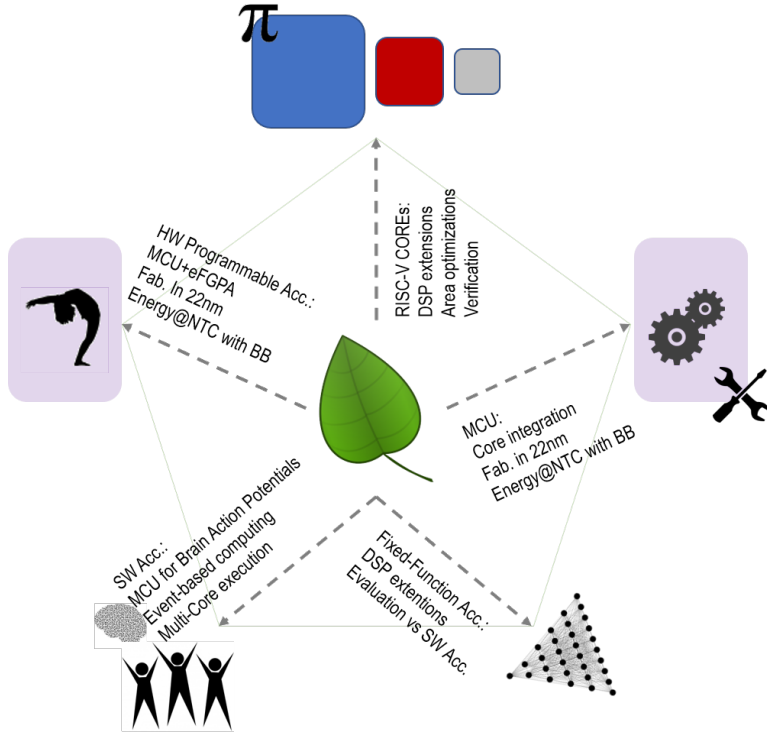 π
RISC-V COREs:
DSP extensions
Area optimizations
Verification
HW Programmable Acc.:
MCU+eFGPA
Fab. In 22nm
Energy@NTC with BB
MCU:
Core integration
Fab. in 22nm
Energy@NTC with BB
SW Acc.:
MCU for Brain Action Potentials
Event-based computing
Multi-Core execution
Fixed-Function Acc.:
DSP extentions
Evaluation vs SW Acc.